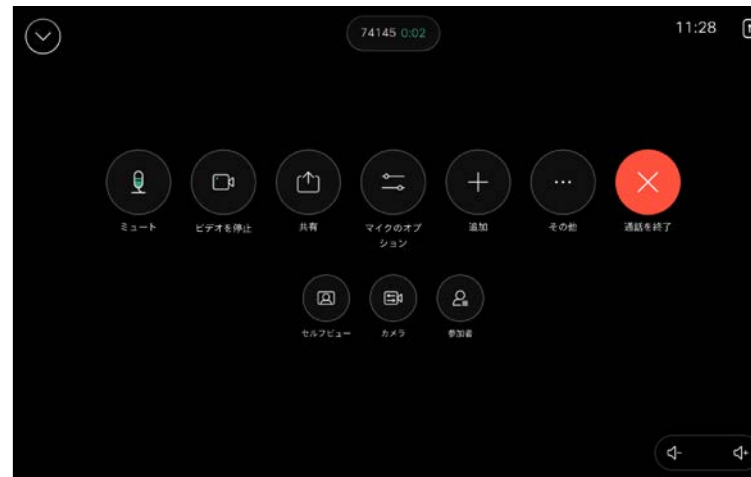 74145 0:02
11:28
ミュート
ビデオを停止
共有
マイクのオプ
ション
追加
その他
通話を終了
セルフビュー
カメラ
参加者